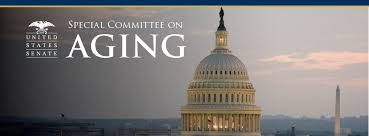 SPECIAL COMMITTEE ON
AGING
UNITED
STATES
SENATE